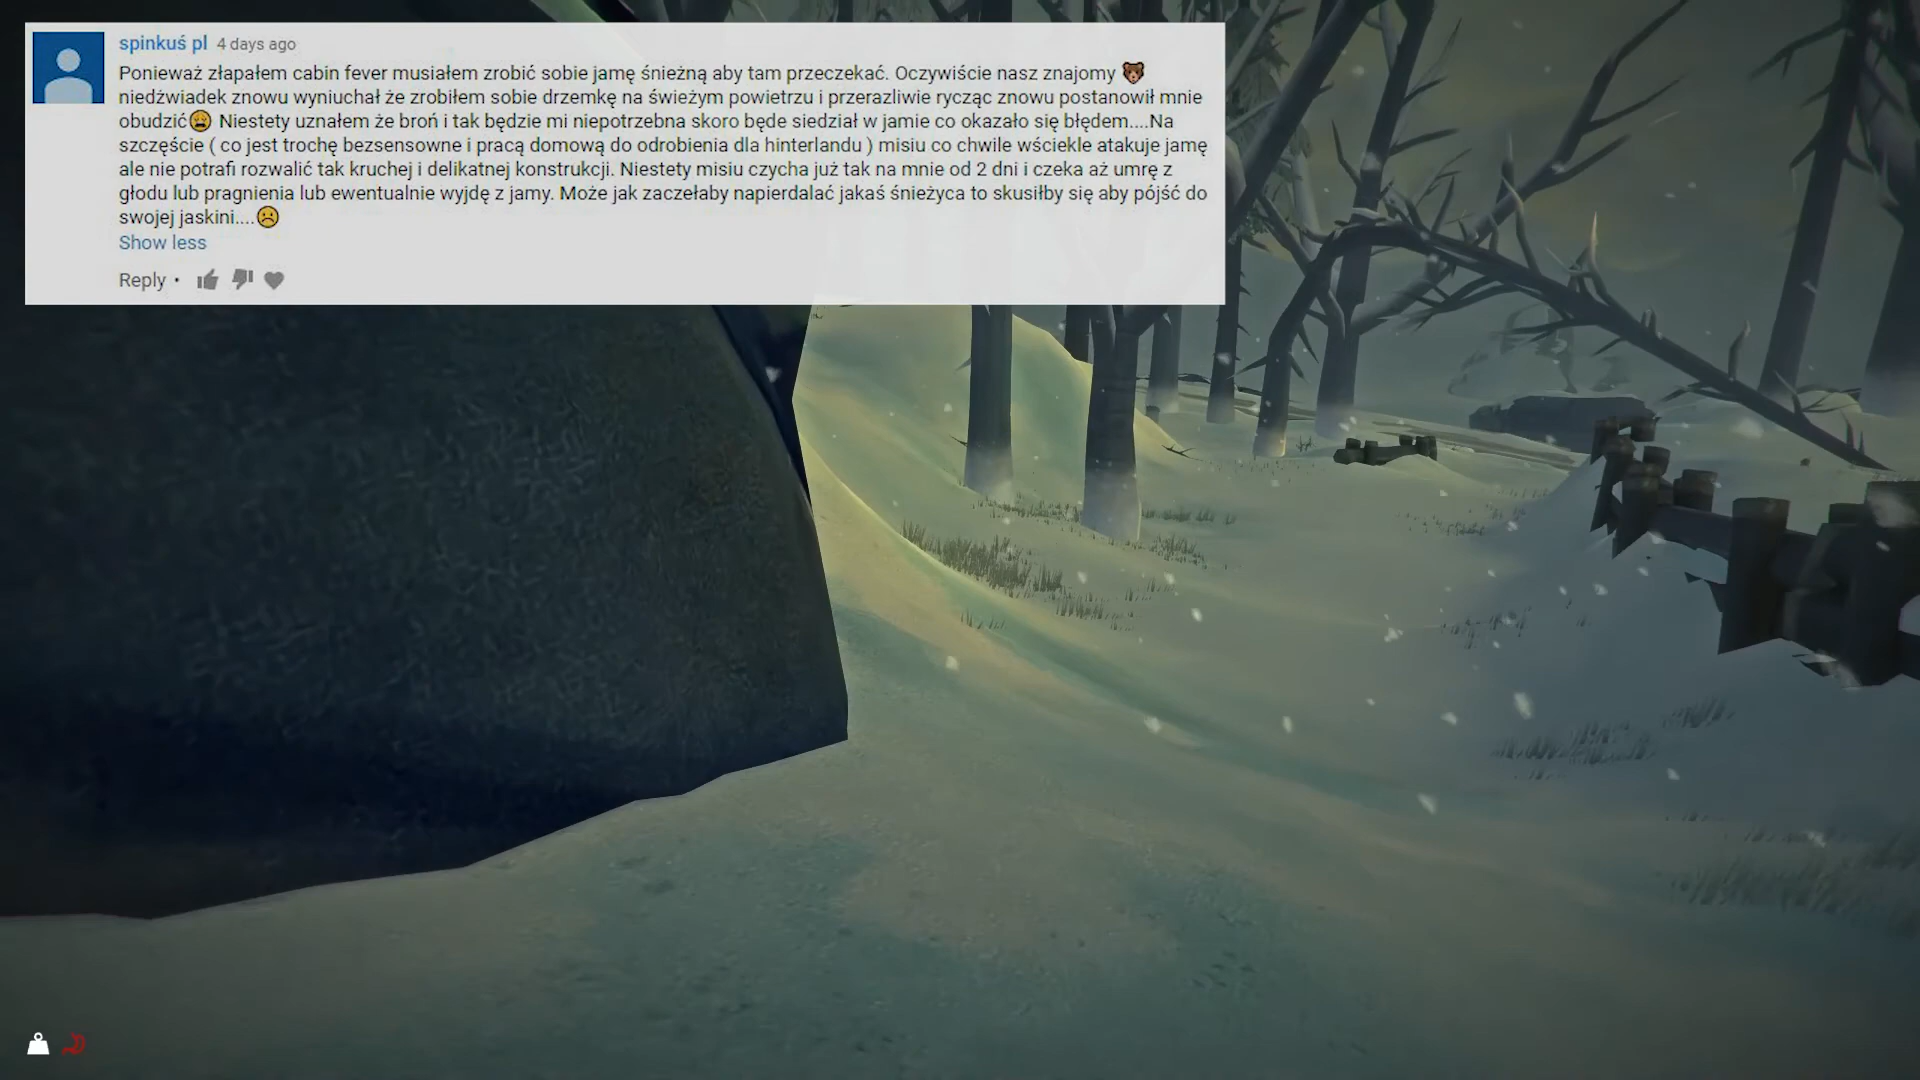 spinkuś pl 4 days ago
Ponieważ złapałem cabin fever musiałem zrobić sobie jamę śnieżną aby tam przeczekać. Oczywiście nasz znajomy 🐻
niedżwiadek znowu wyniuchał że zrobiłem sobie drzemkę na świeżym powietrzu i przerazliwie rycząc znowu postanowił mnie
obudzić😩 Niestety uznałem że broń i tak będzie mi niepotrzebna skoro będe siedział w jamie co okazało się błędem....Na
szczęście ( co jest trochę bezsensowne i pracą domową do odrobienia dla hinterlandu ) misiu co chwile wściekle atakuje jamę
ale nie potrafi rozwalić tak kruchej i delikatnej konstrukcji. Niestety misiu czycha już tak na mnie od 2 dni i czeka aż umrę z
głodu lub pragnienia lub ewentualnie wyjdę z jamy. Może jak zaczełaby napierdalać jakaś śnieżyca to skusiłby się aby pójść do
swojej jaskini....☹️
Show less
Reply •